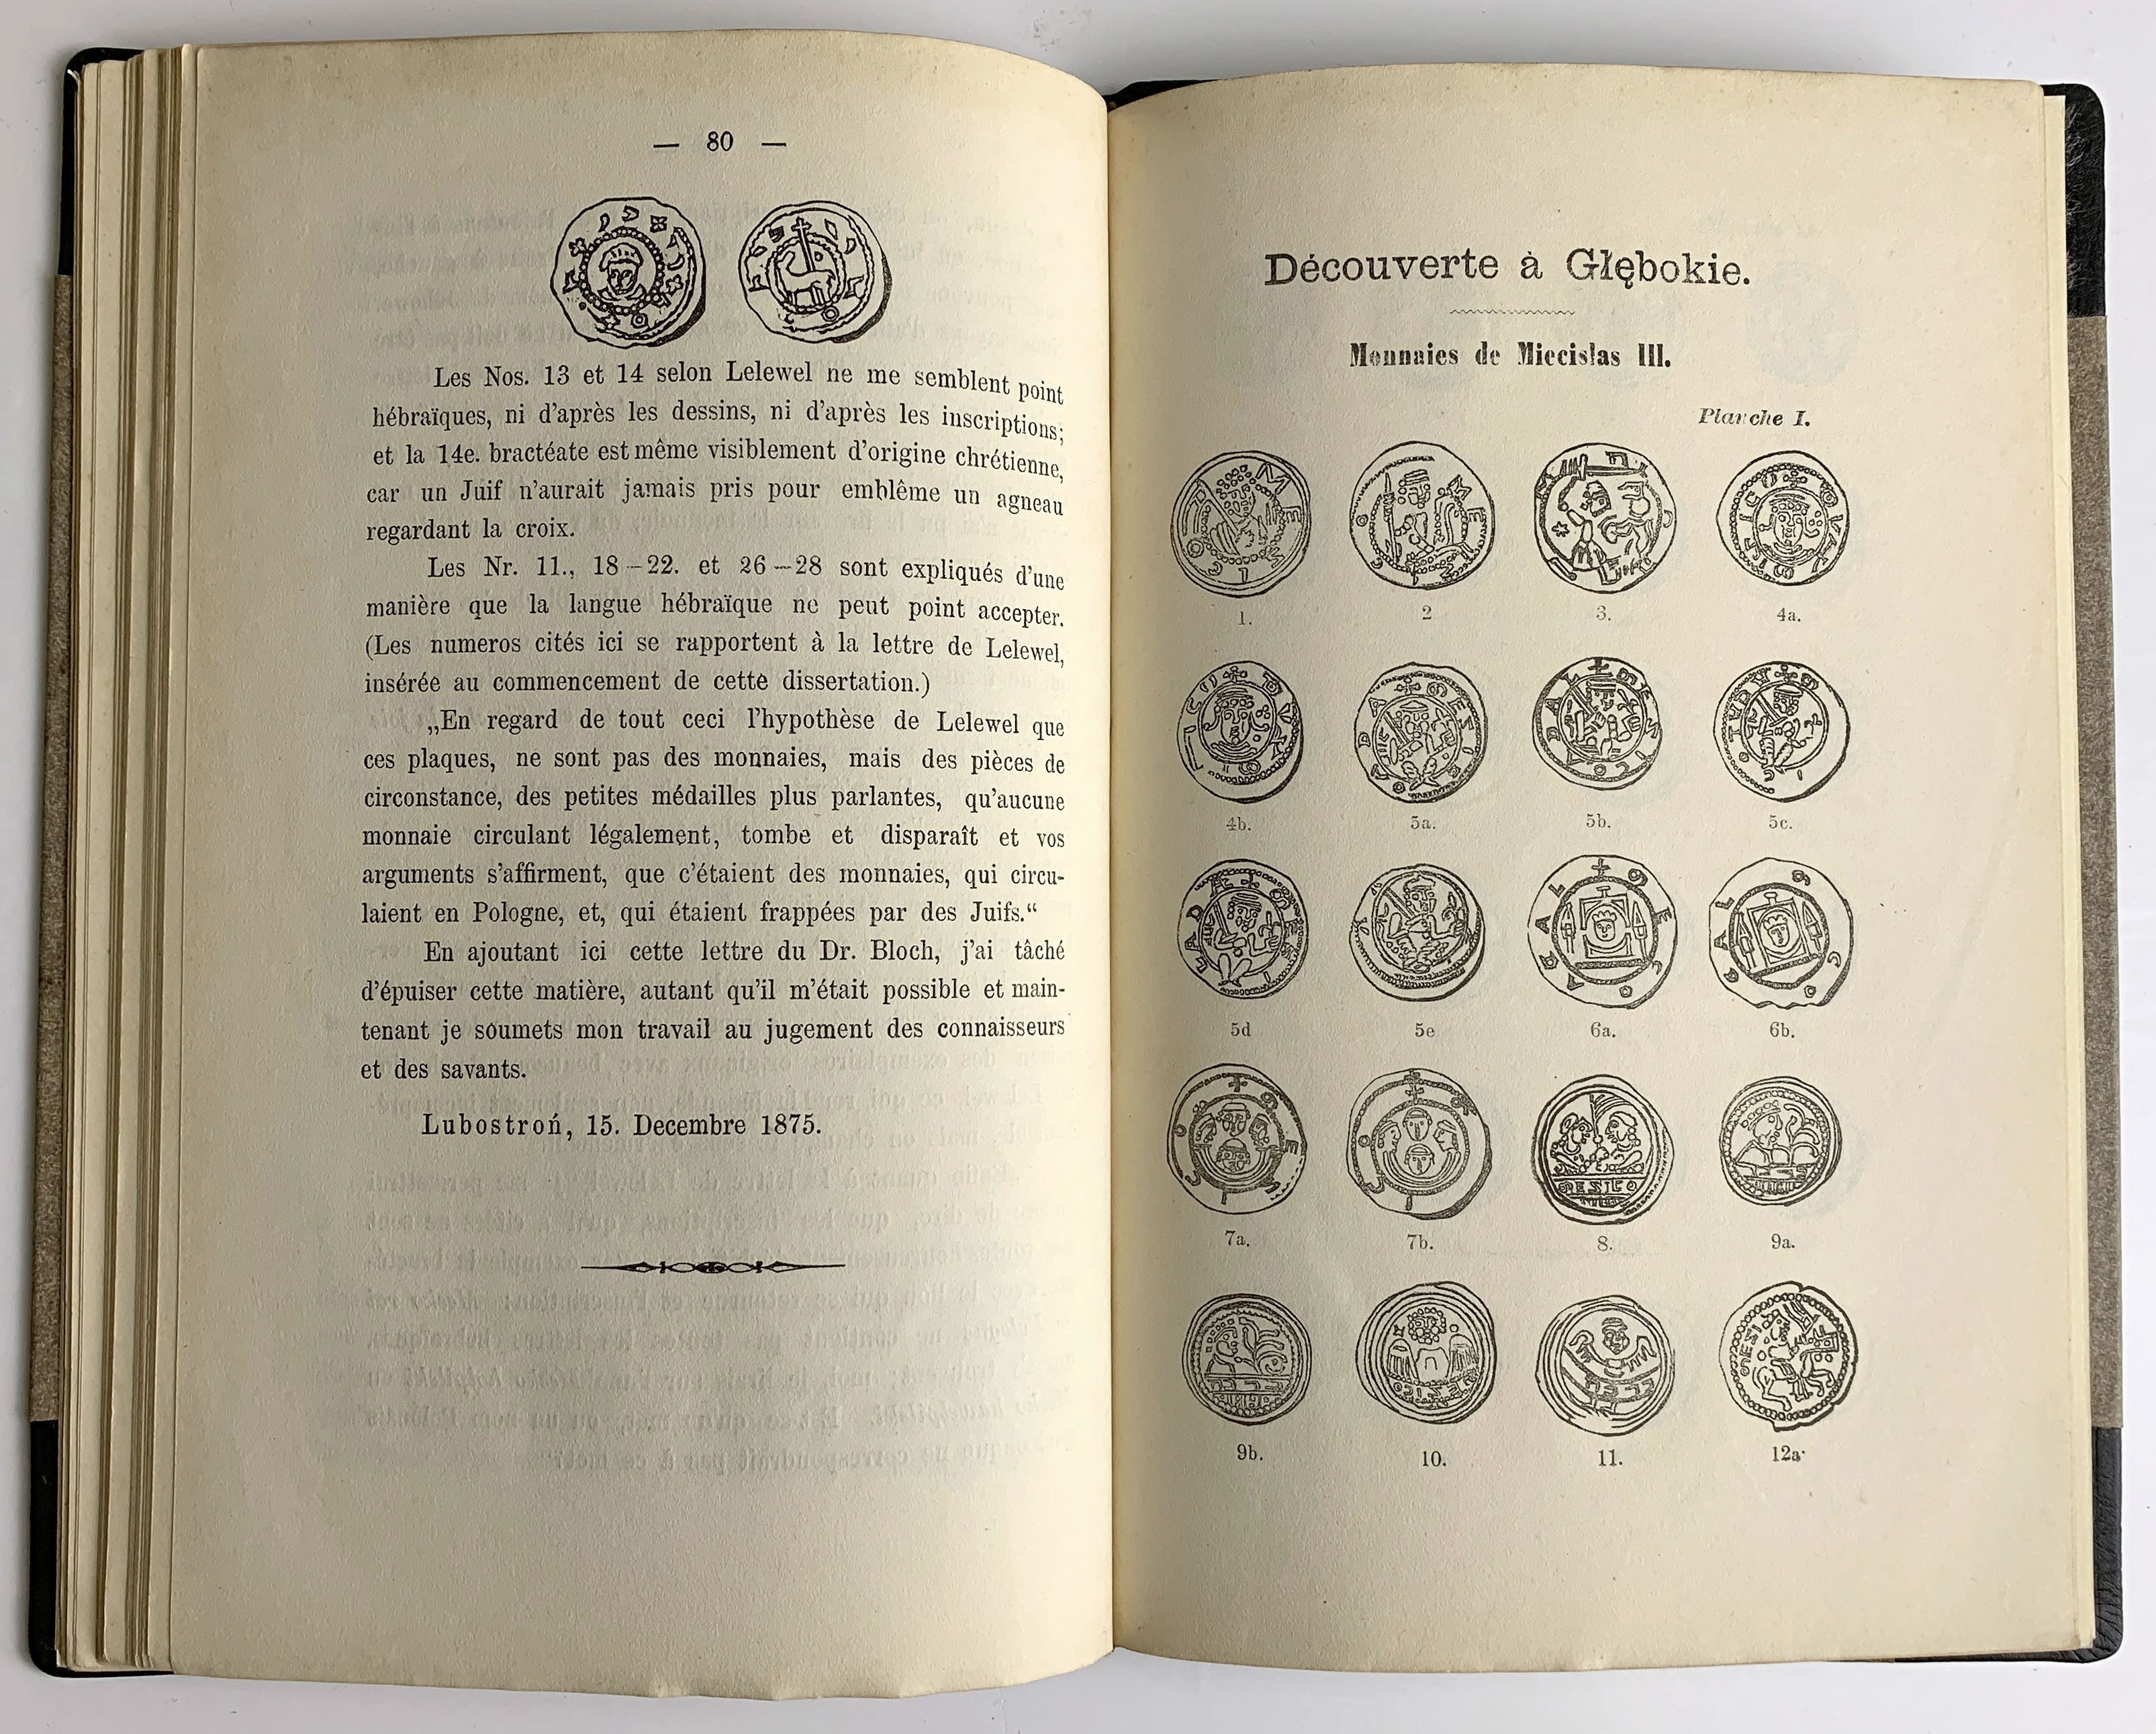 — 80 —
Les Nos. 13 et 14 selon Lelewel ne me semblent point
hébraïques, ni d'après les dessins, ni d'après les inscriptions;
et la 14e. bractéate est même visiblement d'origine chrétienne,
car un Juif n'aurait jamais pris pour emblême un agneau
regardant la croix.
Les Nr. 11., 18—22. et 26—28 sont expliqués d'une
manière que la langue hébraïque ne peut point accepter.
(Les numeros cités ici se rapportent à la lettre de Lelewel,
insérée au commencement de cette dissertation.)
„En regard de tout ceci l'hypothèse de Lelewel que
ces plaques, ne sont pas des monnaies, mais des pièces de
circonstance, des petites médailles plus parlantes, qu'aucune
monnaie circulant légalement, tombe et disparaît et vos
arguments s'affirment, que c'étaient des monnaies, qui circu-
laient en Pologne, et, qui étaient frappées par des Juifs.“
En ajoutant ici cette lettre du Dr. Bloch, j'ai tâché
d'épuiser cette matière, autant qu'il m'était possible et main-
tenant je soumets mon travail au jugement des connaisseurs
et des savants.
Lubostroń, 15. Decembre 1875.
Découverte à Głębokie.
Monnaies de Miecislas III.
Planche I.
1. 2 3. 4a.
4b. 5a. 5b. 5c.
5d 5e 6a. 6b.
7a. 7b. 8. 9a.
9b. 10. 11. 12a.